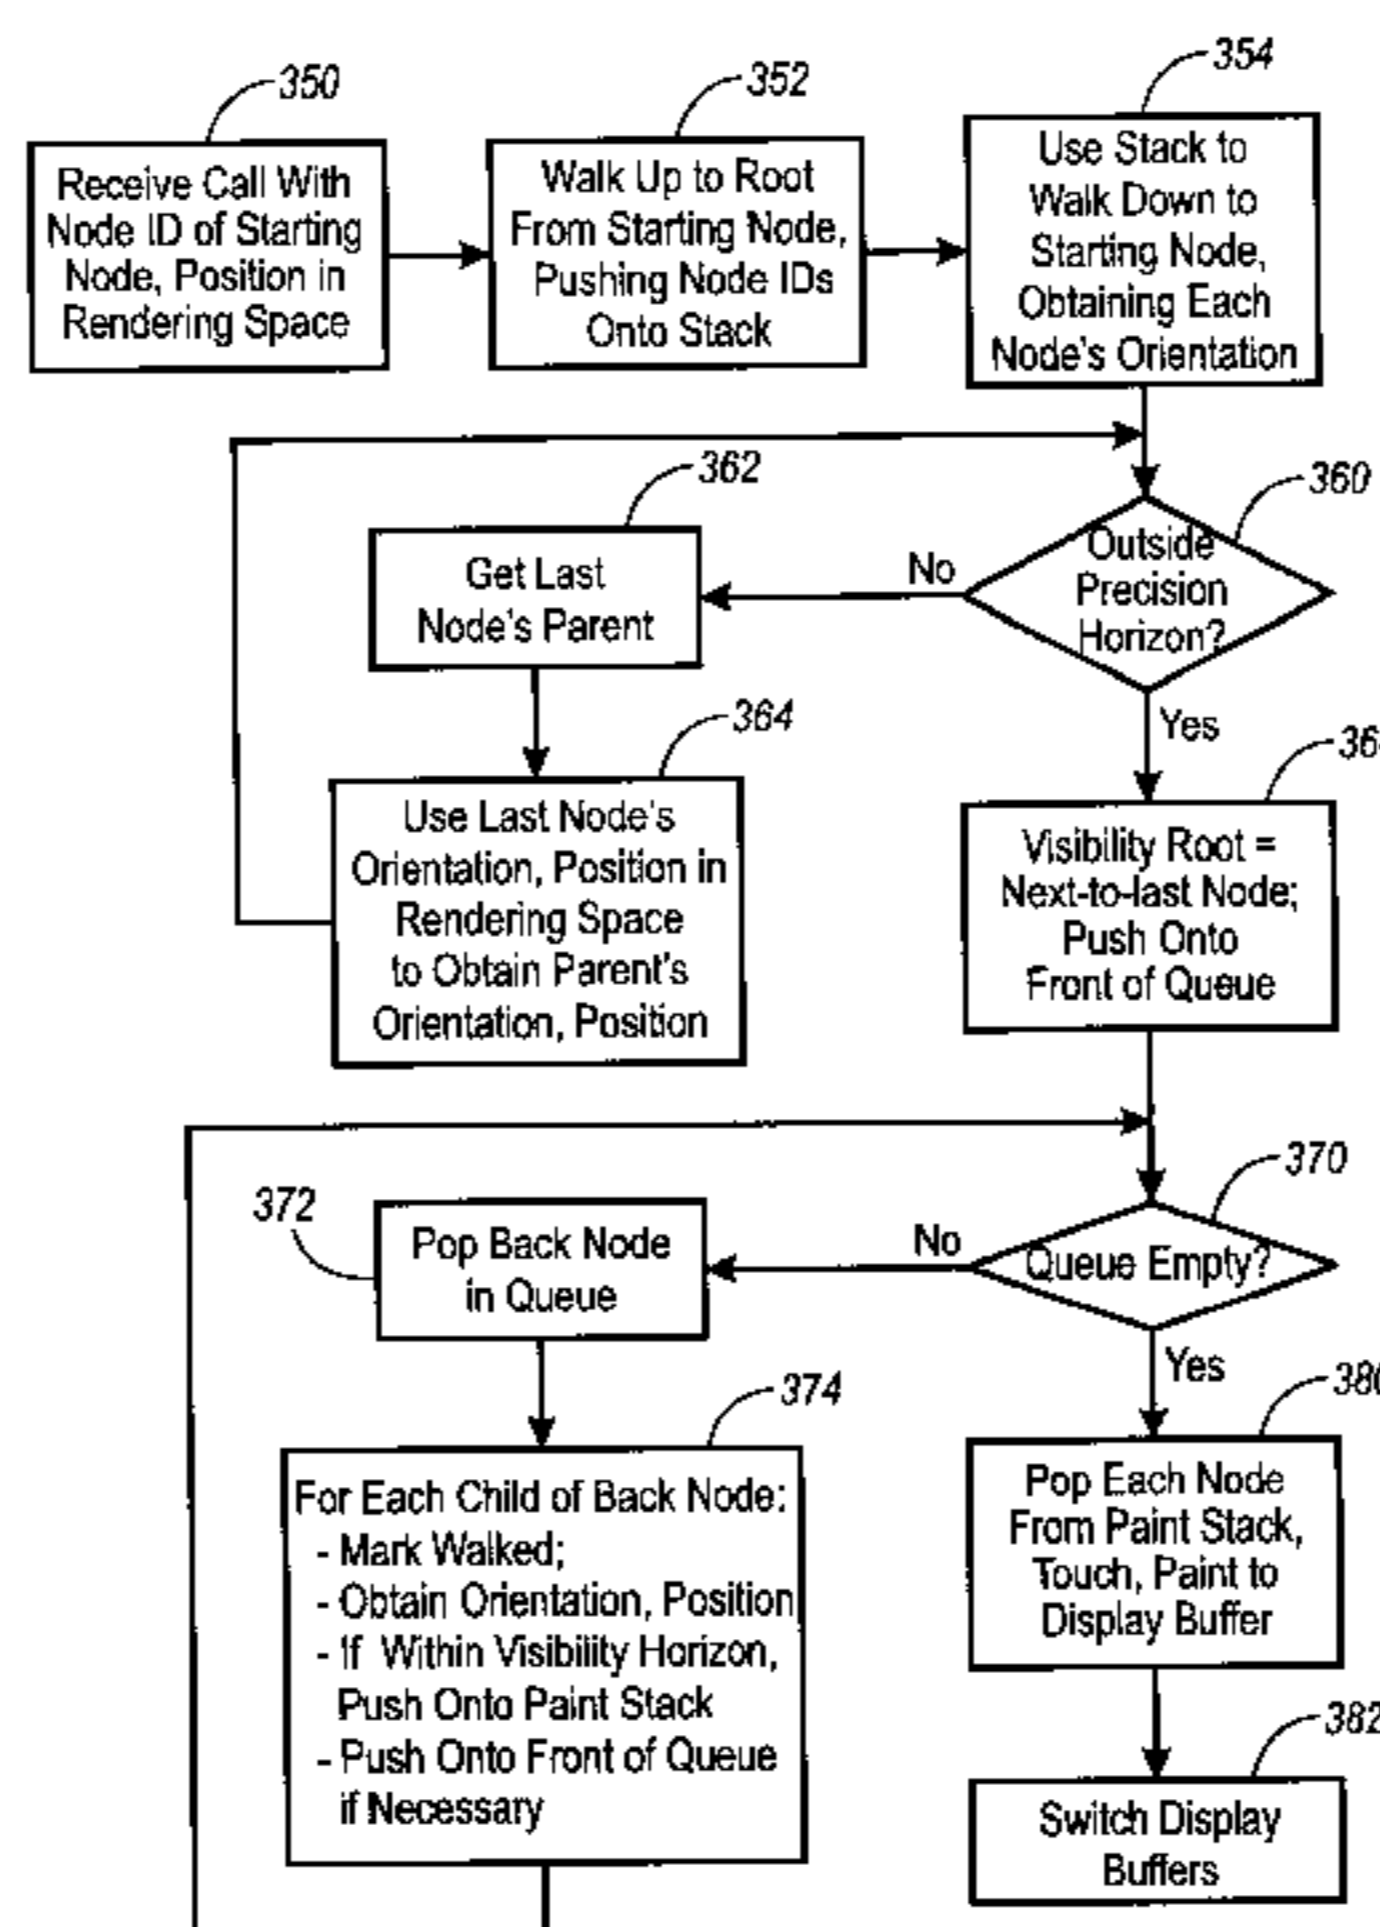 350
Receive Call With
Node ID of Starting
Node, Position in
Rendering Space
352
Walk Up to Root
From Starting Node,
Pushing Node IDs
Onto Stack
354
Use Stack to
Walk Down to
Starting Node,
Obtaining Each
Node's Orientation
360
Outside
Precision
Horizon?
No
Yes
362
Get Last
Node's Parent
364
Use Last Node's
Orientation, Position in
Rendering Space
to Obtain Parent's
Orientation, Position
Visibility Root =
Next-to-last Node;
Push Onto
Front of Queue
370
Queue Empty?
No
Yes
372
Pop Back Node
in Queue
374
For Each Child of Back Node:
- Mark Walked;
- Obtain Orientation, Position
- If Within Visibility Horizon,
Push Onto Paint Stack
- Push Onto Front of Queue
if Necessary
380
Pop Each Node
From Paint Stack,
Touch, Paint to
Display Buffer
382
Switch Display
Buffers